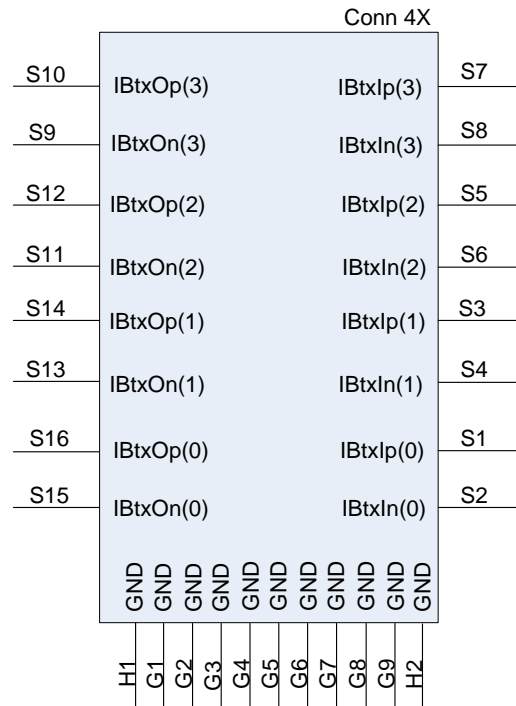 Conn 4X
S10 IBtxOp(3) IBtxIp(3) S7
S9 IBtxOn(3) IBtxIn(3) S8
S12 IBtxOp(2) IBtxIp(2) S5
S11 IBtxOn(2) IBtxIn(2) S6
S14 IBtxOp(1) IBtxIp(1) S3
S13 IBtxOn(1) IBtxIn(1) S4
S16 IBtxOp(0) IBtxIp(0) S1
S15 IBtxOn(0) IBtxIn(0) S2
GND GND GND GND GND GND GND GND GND GND GND
H1 G1 G2 G3 G4 G5 G6 G7 G8 G9 H2